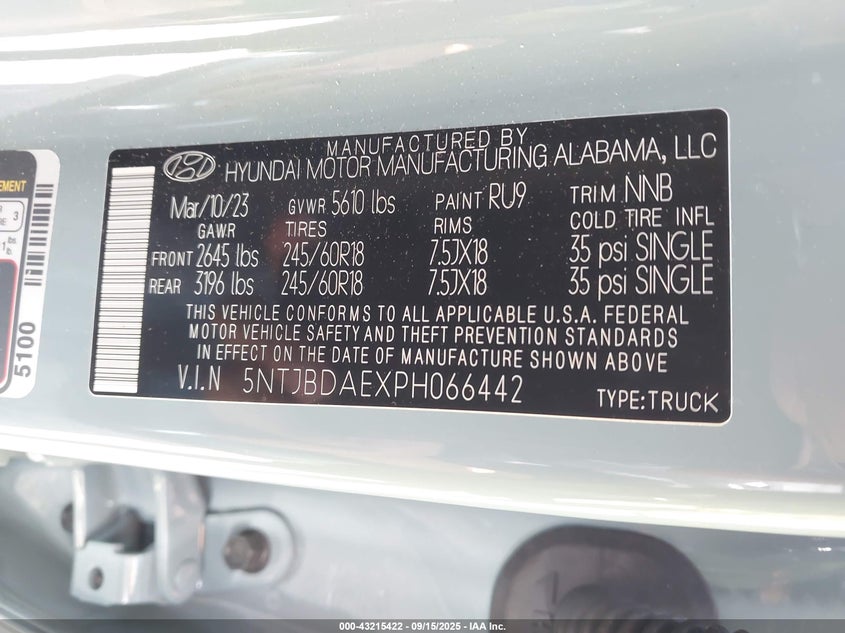 EMENT
RE 3
lbs
lb.
5100
MANUFACTURED BY
HYUNDAI MOTOR MANUFACTURING ALABAMA, LLC
Mar/10/23 GVWR 5610 lbs PAINT RU9 TRIM NNB
GAWR TIRES RIMS COLD TIRE INFL
FRONT 2645 lbs 245/60R18 7.5JX18 35 psi SINGLE
REAR 3196 lbs 245/60R18 7.5JX18 35 psi SINGLE
THIS VEHICLE CONFORMS TO ALL APPLICABLE U.S.A. FEDERAL
MOTOR VEHICLE SAFETY AND THEFT PREVENTION STANDARDS
IN EFFECT ON THE DATE OF MANUFACTURE SHOWN ABOVE
V.I.N 5NTJBDAEXPH066442 TYPE:TRUCK
000-43215422 - 09/15/2025 - IAA Inc.